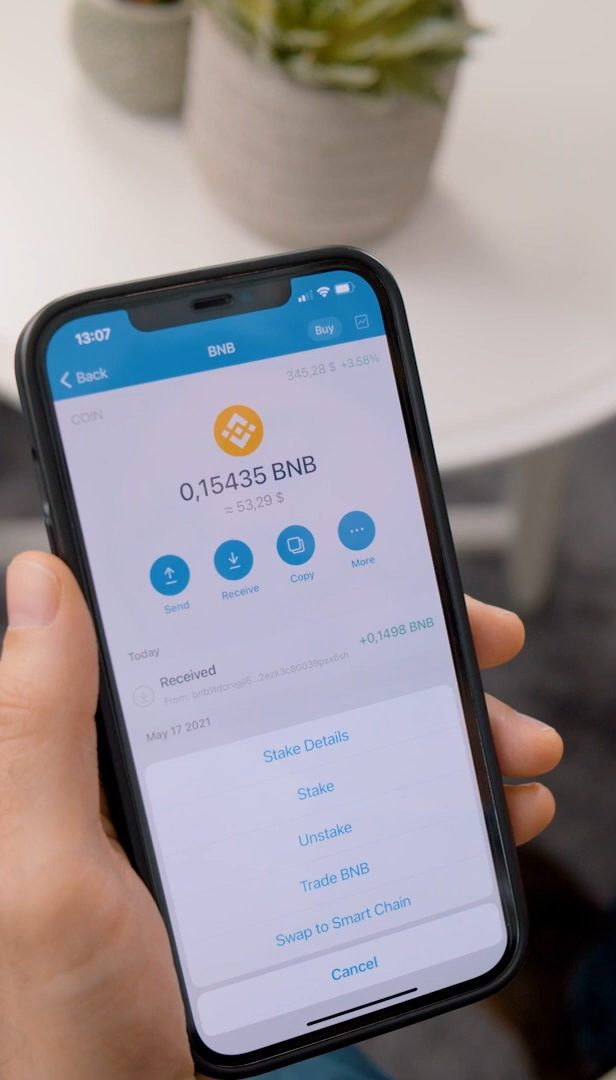 13:07
Back
BNB
Buy
COIN
345,28 $ +3.58%
0,15435 BNB
≈ 53,29 $
Send
Receive
Copy
More
Today
Received
+0,1498 BNB
From:
May 17 2021
Stake Details
Stake
Unstake
Trade BNB
Swap to Smart Chain
Cancel